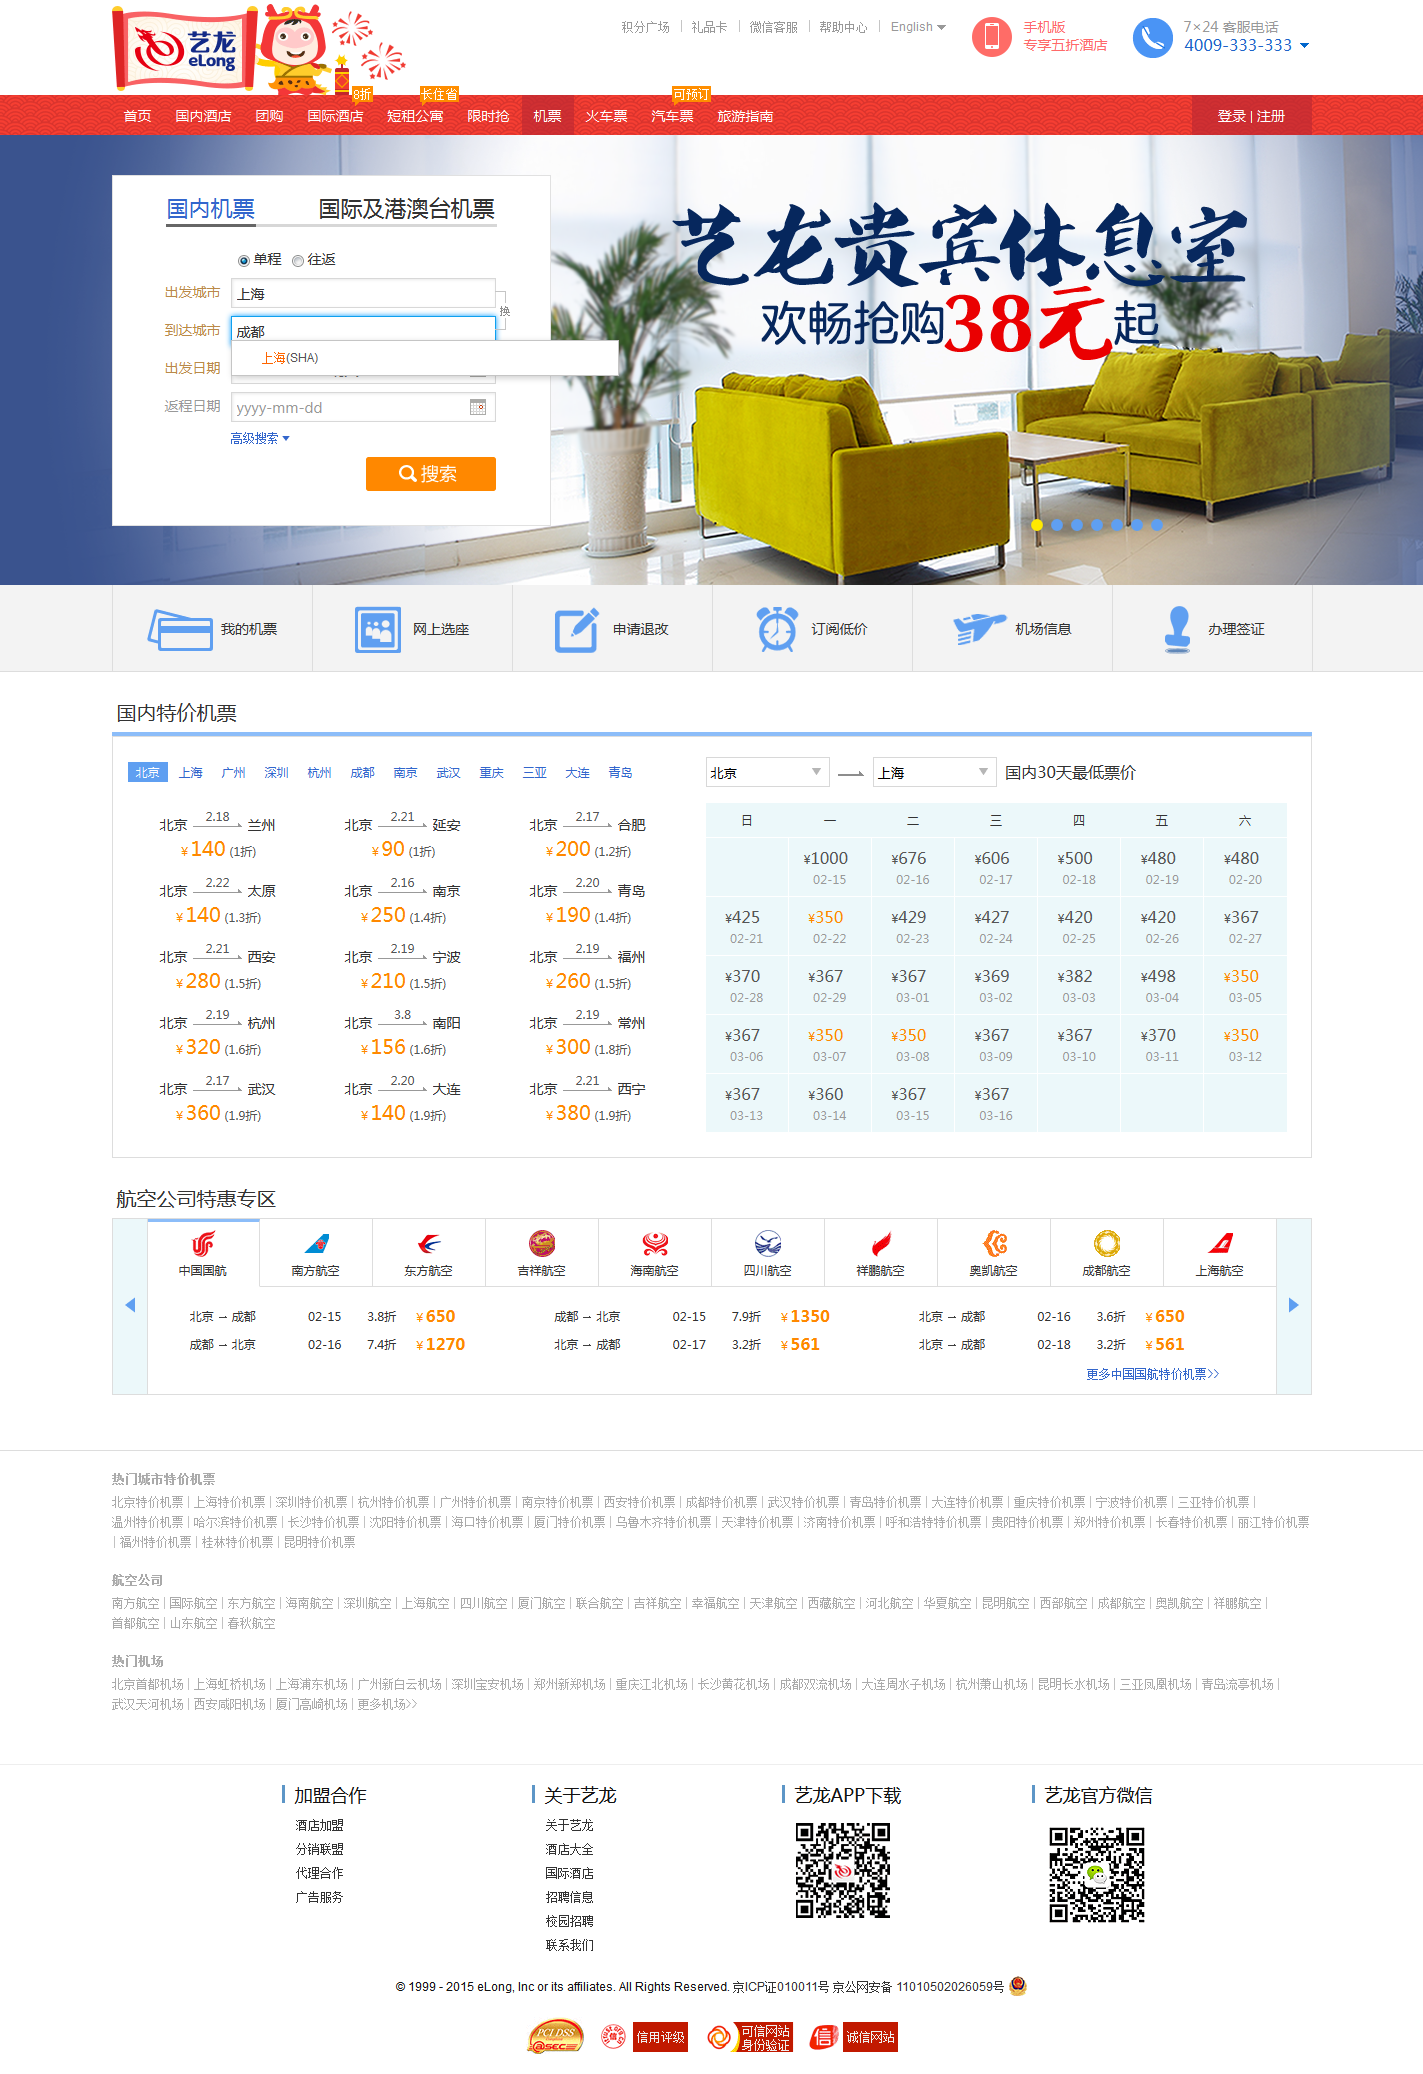 艺龙
eLong
积分广场 | 礼品卡 | 微信客服 | 帮助中心 | English
手机版
专享五折酒店
7×24 客服电话
4009-333-333
8折
长住省
可预订
首页 国内酒店 团购 国际酒店 短租公寓 限时抢 机票 火车票 汽车票 旅游指南 登录 | 注册
国内机票 国际及港澳台机票
单程 往返
出发城市 上海
换
到达城市 成都
上海(SHA)
出发日期
返程日期 yyyy-mm-dd
高级搜索
搜索
艺龙贵宾休息室
欢畅抢购38元起
我的机票 网上选座 申请退改 订阅低价 机场信息 办理签证
国内特价机票
北京 上海 广州 深圳 杭州 成都 南京 武汉 重庆 三亚 大连 青岛
北京 2.18 兰州 北京 2.21 延安 北京 2.17 合肥
¥140 (1折) ¥90 (1折) ¥200 (1.2折)
北京 2.22 太原 北京 2.16 南京 北京 2.20 青岛
¥140 (1.3折) ¥250 (1.4折) ¥190 (1.4折)
北京 2.21 西安 北京 2.19 宁波 北京 2.19 福州
¥280 (1.5折) ¥210 (1.5折) ¥260 (1.5折)
北京 2.19 杭州 北京 3.8 南阳 北京 2.19 常州
¥320 (1.6折) ¥156 (1.6折) ¥300 (1.8折)
北京 2.17 武汉 北京 2.20 大连 北京 2.21 西宁
¥360 (1.9折) ¥140 (1.9折) ¥380 (1.9折)
北京 上海 国内30天最低票价
日 一 二 三 四 五 六
¥1000 ¥676 ¥606 ¥500 ¥480 ¥480
02-15 02-16 02-17 02-18 02-19 02-20
¥425 ¥350 ¥429 ¥427 ¥420 ¥420 ¥367
02-21 02-22 02-23 02-24 02-25 02-26 02-27
¥370 ¥367 ¥367 ¥369 ¥382 ¥498 ¥350
02-28 02-29 03-01 03-02 03-03 03-04 03-05
¥367 ¥350 ¥350 ¥367 ¥367 ¥370 ¥350
03-06 03-07 03-08 03-09 03-10 03-11 03-12
¥367 ¥360 ¥367 ¥367
03-13 03-14 03-15 03-16
航空公司特惠专区
中国国航 南方航空 东方航空 吉祥航空 海南航空 四川航空 祥鹏航空 奥凯航空 成都航空 上海航空
北京 → 成都 02-15 3.8折 ¥650 成都 → 北京 02-15 7.9折 ¥1350 北京 → 成都 02-16 3.6折 ¥650
成都 → 北京 02-16 7.4折 ¥1270 北京 → 成都 02-17 3.2折 ¥561 北京 → 成都 02-18 3.2折 ¥561
更多中国国航特价机票>>
热门城市特价机票
北京特价机票 | 上海特价机票 | 深圳特价机票 | 杭州特价机票 | 广州特价机票 | 南京特价机票 | 西安特价机票 | 成都特价机票 | 武汉特价机票 | 青岛特价机票 | 大连特价机票 | 重庆特价机票 | 宁波特价机票 | 三亚特价机票 |
温州特价机票 | 哈尔滨特价机票 | 长沙特价机票 | 沈阳特价机票 | 海口特价机票 | 厦门特价机票 | 乌鲁木齐特价机票 | 天津特价机票 | 济南特价机票 | 呼和浩特特价机票 | 贵阳特价机票 | 郑州特价机票 | 长春特价机票 | 丽江特价机票
| 福州特价机票 | 桂林特价机票 | 昆明特价机票
航空公司
南方航空 | 国际航空 | 东方航空 | 海南航空 | 深圳航空 | 上海航空 | 四川航空 | 厦门航空 | 联合航空 | 吉祥航空 | 幸福航空 | 天津航空 | 西藏航空 | 河北航空 | 华夏航空 | 昆明航空 | 西部航空 | 成都航空 | 奥凯航空 | 祥鹏航空 |
首都航空 | 山东航空 | 春秋航空
热门机场
北京首都机场 | 上海虹桥机场 | 上海浦东机场 | 广州新白云机场 | 深圳宝安机场 | 郑州新郑机场 | 重庆江北机场 | 长沙黄花机场 | 成都双流机场 | 大连周水子机场 | 杭州萧山机场 | 昆明长水机场 | 三亚凤凰机场 | 青岛流亭机场 |
武汉天河机场 | 西安咸阳机场 | 厦门高崎机场 | 更多机场>>
加盟合作
酒店加盟
分销联盟
代理合作
广告服务
关于艺龙
关于艺龙
酒店大全
国际酒店
招聘信息
校园招聘
联系我们
艺龙APP下载
艺龙官方微信
© 1999 - 2015 eLong, Inc or its affiliates. All Rights Reserved. 京ICP证010011号 京公网安备 11010502026059号
PCI.DSS
@SEC
信用评级
可信网站
身份验证
信
诚信网站